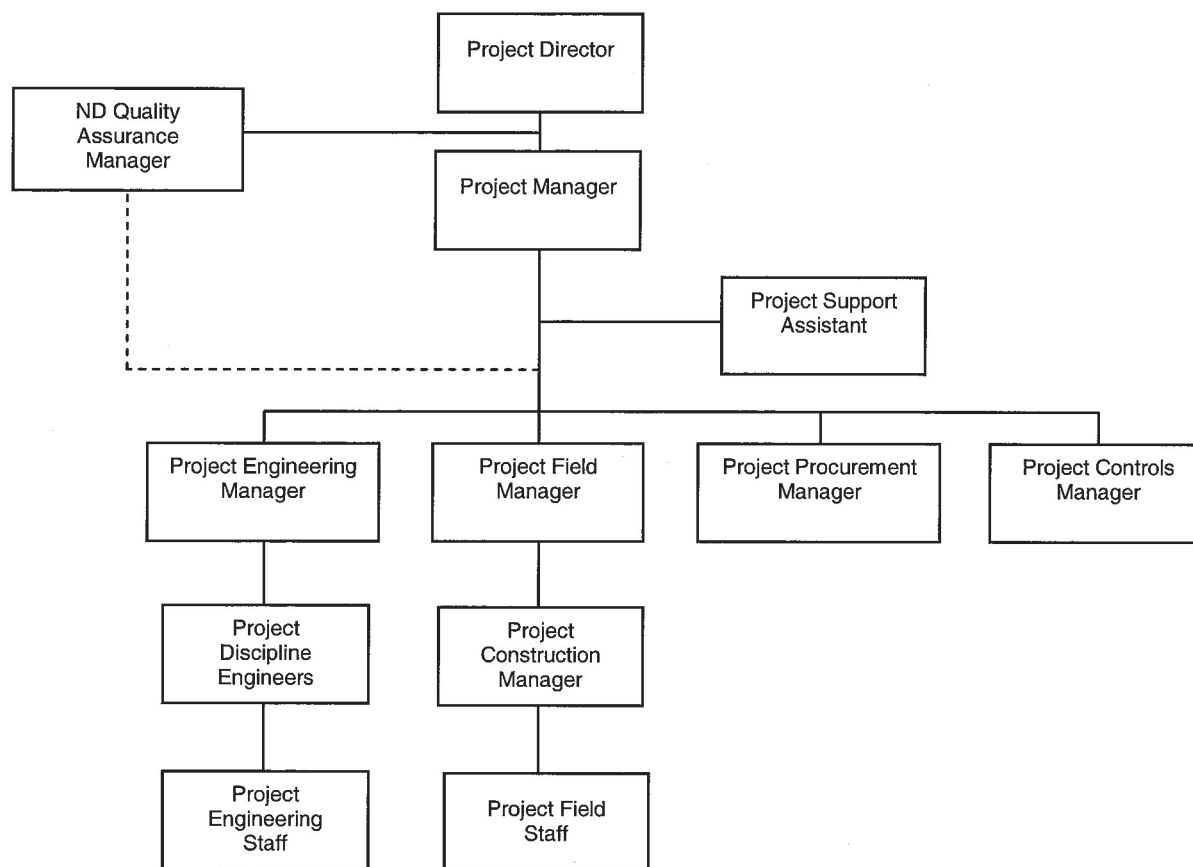 Project Director
ND Quality
Assurance
Manager
Project Manager
Project Support
Assistant
Project Engineering
Manager
Project Field
Manager
Project Procurement
Manager
Project Controls
Manager
Project
Discipline
Engineers
Project
Construction
Manager
Project
Engineering
Staff
Project Field
Staff